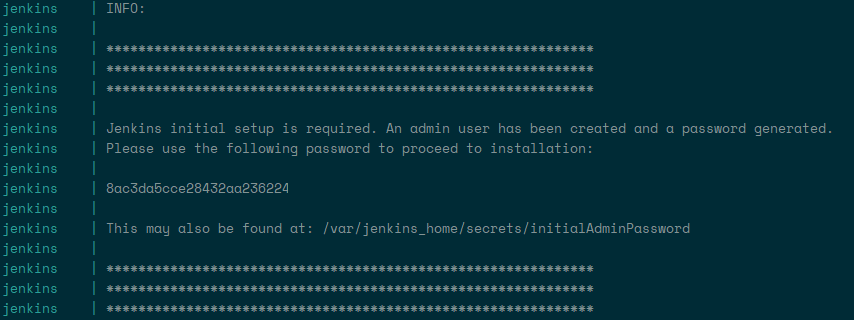 jenkins | INFO:
jenkins |
jenkins | *************************************************************
jenkins | *************************************************************
jenkins | *************************************************************
jenkins |
jenkins | Jenkins initial setup is required. An admin user has been created and a password generated.
jenkins | Please use the following password to proceed to installation:
jenkins |
jenkins | 8ac3da5cce28432aa236224
jenkins |
jenkins | This may also be found at: /var/jenkins_home/secrets/initialAdminPassword
jenkins |
jenkins | *************************************************************
jenkins | *************************************************************
jenkins | *************************************************************